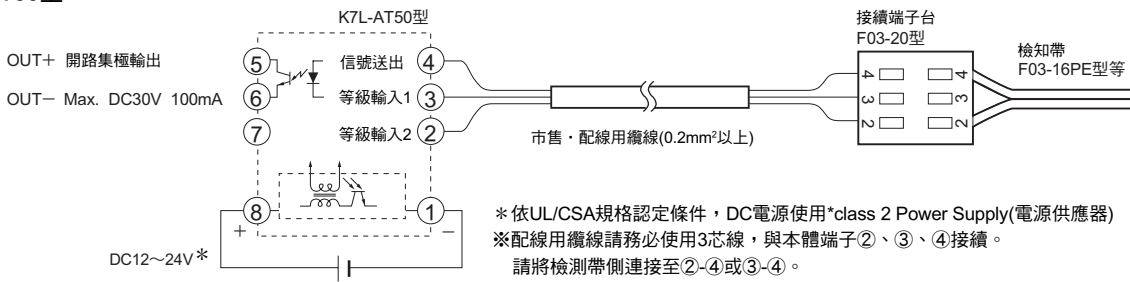 K7L-AT50型
OUT+ 開路集極輸出
OUT− Max. DC30V 100mA
5
6
7
8
信號送出 4
等級輸入1 3
等級輸入2 2
1
+
−
DC12～24V＊
市售・配線用纜線(0.2mm²以上)
接續端子台
F03-20型
4
3
2
4
3
2
檢知帶
F03-16PE型等
＊依UL/CSA規格認定條件，DC電源使用*class 2 Power Supply(電源供應器)
※配線用纜線請務必使用3芯線，與本體端子②、③、④接續。
請將檢測帶側連接至②-④或③-④。